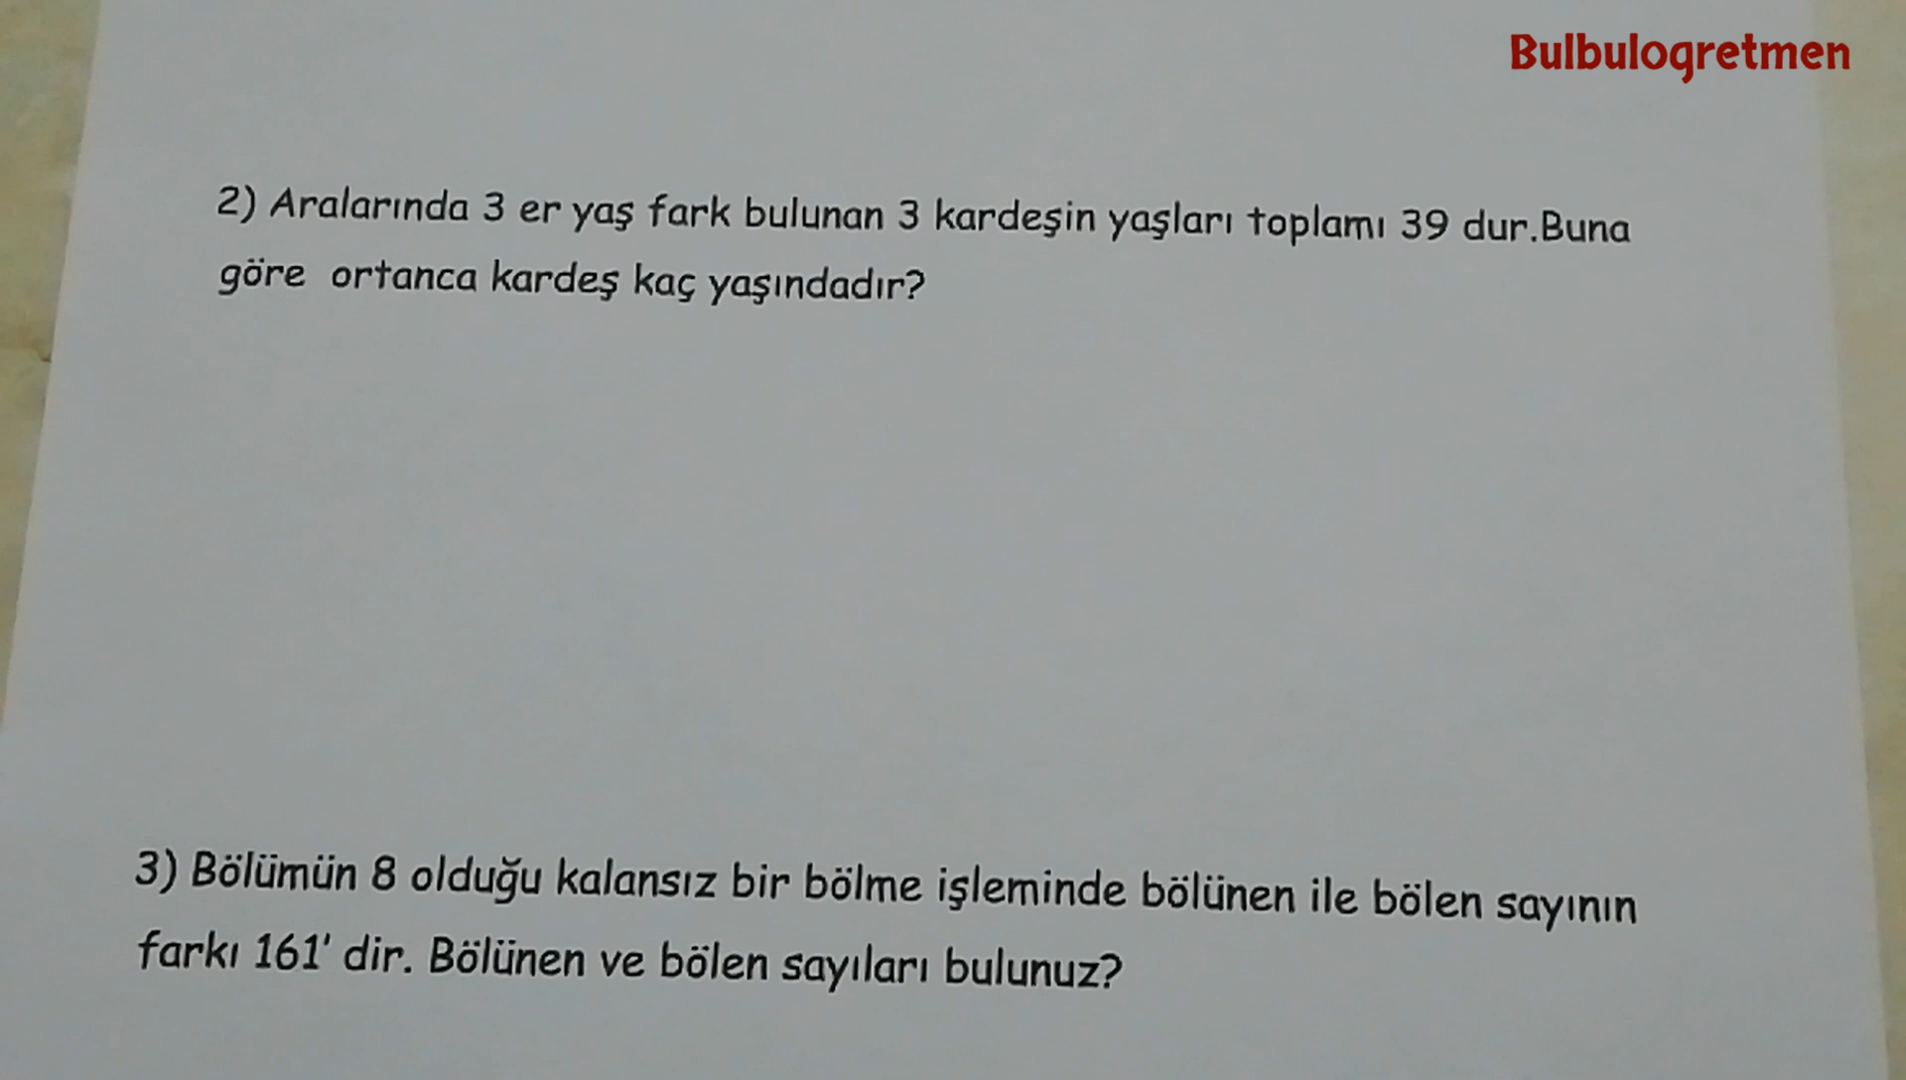 Bulbulogretmen
2) Aralarında 3 er yaş fark bulunan 3 kardeşin yaşları toplamı 39 dur.Buna
göre ortanca kardeş kaç yaşındadır?
3) Bölümün 8 olduğu kalansız bir bölme işleminde bölünen ile bölen sayının
farkı 161' dir. Bölünen ve bölen sayıları bulunuz?